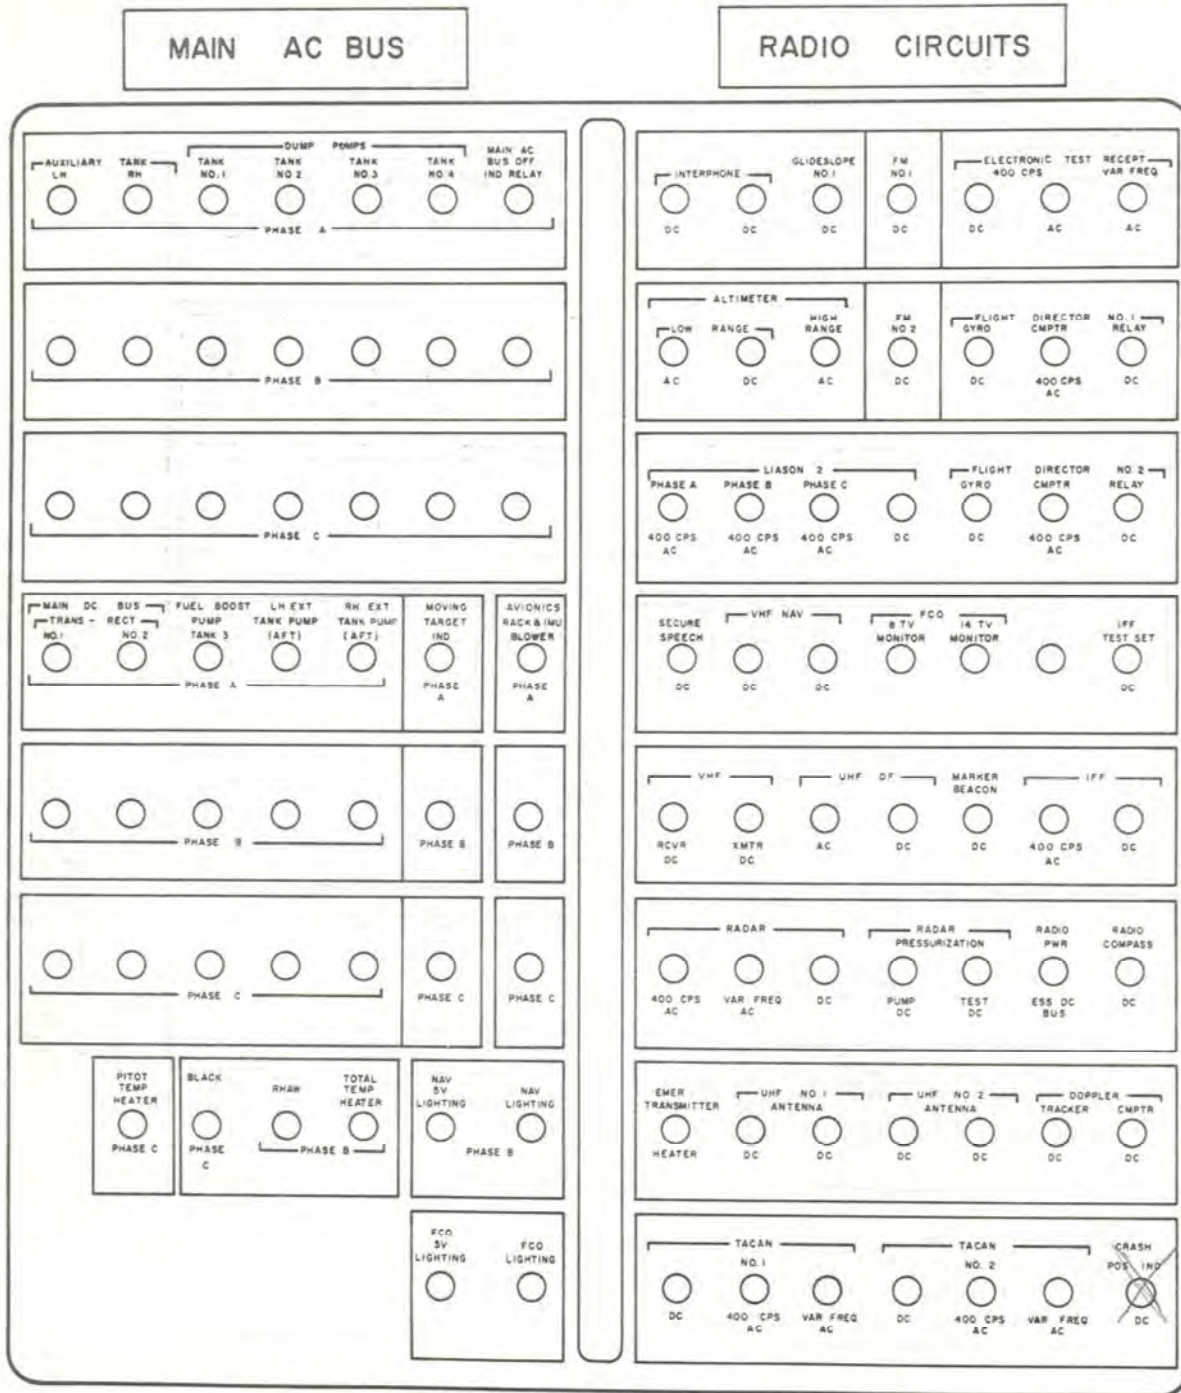 MAIN AC BUS
RADIO CIRCUITS
DUMP POMPS
AUXILIARY TANK
LH RH
TANK NO. 1
TANK NO 2
TANK NO.3
TANK NO.4
MAIN AC
BUS OFF
IND RELAY
PHASE A
PHASE B
PHASE C
MAIN DC BUS
TRANS - RECT
NO.1 NO.2
FUEL BOOST
PUMP
TANK 3
LH EXT
TANK PUMP
(AFT)
RH EXT
TANK PUMP
(AFT)
PHASE A
MOVING
TARGET
IND
PHASE
A
AVIONICS
RACK & IMU
BLOWER
PHASE
A
PHASE B
PHASE B
PHASE B
PHASE C
PHASE C
PHASE C
PITOT
TEMP
HEATER
PHASE C
BLACK
PHASE
C
RHAW
TOTAL
TEMP
HEATER
PHASE B
NAV
5V
LIGHTING
NAV
LIGHTING
PHASE B
FCO
5V
LIGHTING
FCO
LIGHTING
INTERPHONE
DC DC
GLIDESLOPE
NO.1
DC
FM
NO.1
DC
ELECTRONIC TEST RECEPT
400 CPS VAR FREQ
DC AC AC
ALTIMETER
LOW RANGE
HIGH
RANGE
AC DC AC
FM
NO.2
DC
FLIGHT DIRECTOR NO.1
GYRO CMPTR RELAY
DC 400 CPS DC
AC
LIASON 2
PHASE A PHASE B PHASE C
400 CPS 400 CPS 400 CPS DC
AC AC AC
FLIGHT DIRECTOR NO.2
GYRO CMPTR RELAY
DC 400 CPS DC
AC
SECURE
SPEECH
DC
VHF NAV
DC DC
FCO
8 TV 14 TV
MONITOR MONITOR
IFF
TEST SET
DC
VHF
RCVR XMTR
DC DC
UHF DF
AC DC
MARKER
BEACON
DC
IFF
400 CPS DC
AC
RADAR
400 CPS VAR FREQ DC
AC AC
RADAR
PRESSURIZATION
PUMP TEST
DC DC
RADIO
PWR
ESS DC
BUS
RADIO
COMPASS
DC
EMER
TRANSMITTER
HEATER
UHF NO 1
ANTENNA
DC DC
UHF NO 2
ANTENNA
DC DC
DOPPLER
TRACKER CMPTR
DC DC
TACAN
NO. 1
DC 400 CPS VAR FREQ
AC AC
TACAN
NO. 2
DC 400 CPS VAR FREQ
AC AC
CRASH
POS IND
DC